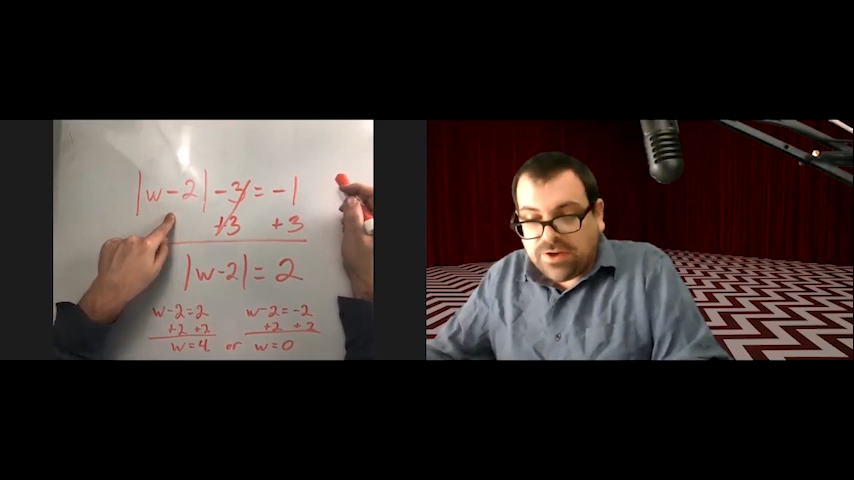 |w-2| - 3 = -1
+3 +3
|w-2| = 2
w-2=2 w-2=-2
+2 +2 +2 +2
w=4 or w=0